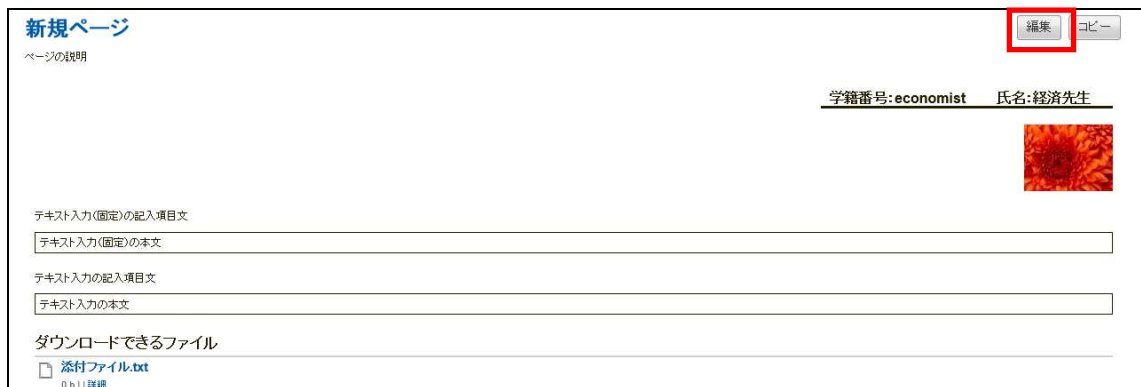 新規ページ
編集 コピー
ページの説明
学籍番号:economist 氏名:経済先生
テキスト入力(固定)の記入項目文
テキスト入力(固定)の本文
テキスト入力の記入項目文
テキスト入力の本文
ダウンロードできるファイル
添付ファイル.txt
0 b | | 詳細